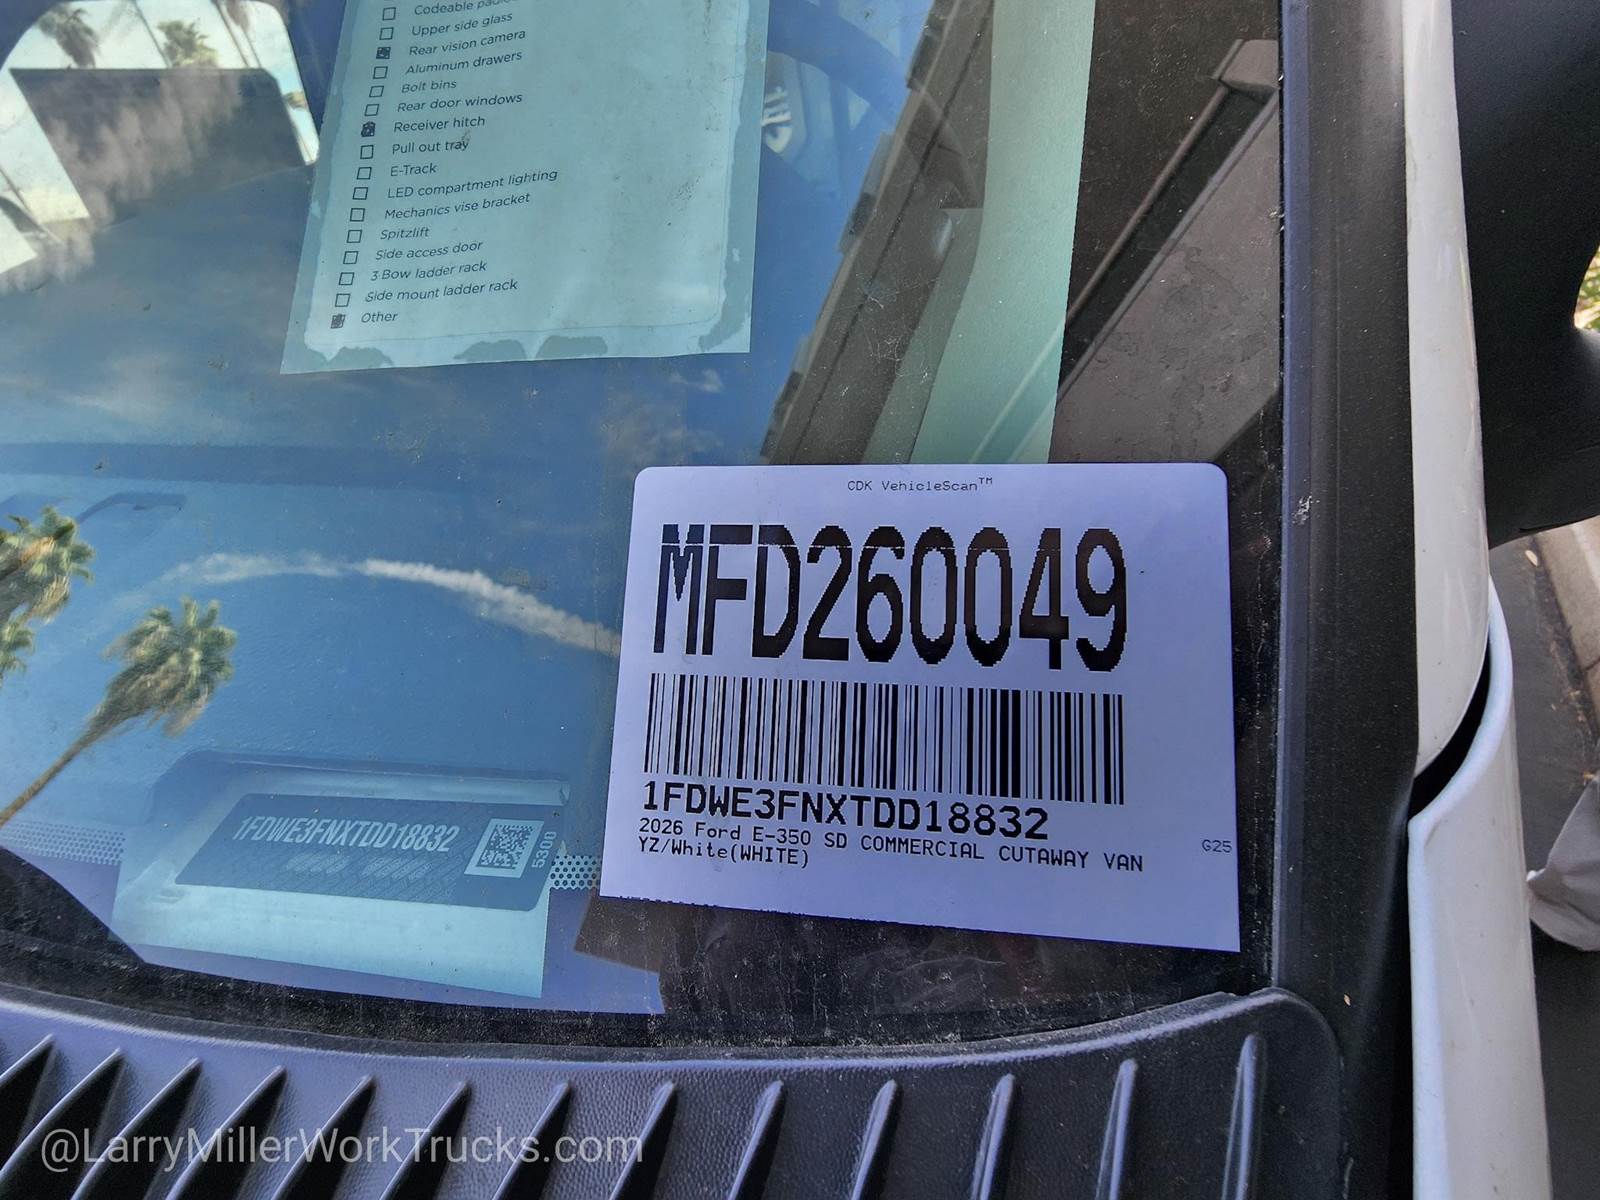 Codeable
Upper side glass
Rear vision camera
Aluminum drawers
Bolt bins
Rear door windows
Receiver hitch
Pull out tray
E-Track
LED compartment lighting
Mechanics vise bracket
Spitzlift
Side access door
3 Bow ladder rack
Side mount ladder rack
Other
CDK VehicleScan™
MFD260049
1FDWE3FNXTDD18832
2026 Ford E-350 SD COMMERCIAL CUTAWAY VAN
YZ/White(WHITE)
G25
1FDWE3FNXTDD18832
5300
@LarryMillerWorkTrucks.com